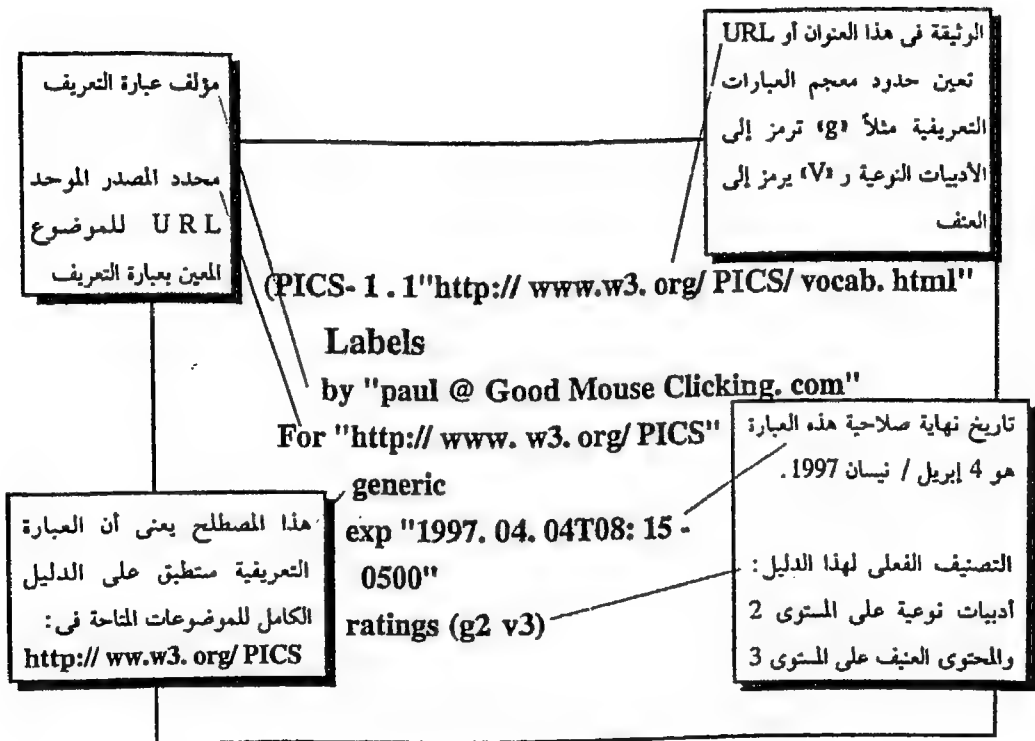 الوثيقة فى هذا العنوان أو URL
تعين حدود معجم العبارات
التعريفية مثلاً «g» ترمز إلى
الأدبيات النوعية و «V» يرمز إلى
العنف
مؤلف عبارة التعريف
محدد المصدر الموحد
URL للموضوع
المعين بعبارة التعريف
(PICS- 1 . 1"http:// www.w3. org/ PICS/ vocab. html"
Labels
by "paul @ Good Mouse Clicking. com"
For "http:// www. w3. org/ PICS"
generic
exp "1997. 04. 04T08: 15 -
0500"
ratings (g2 v3)
تاريخ نهاية صلاحية هذه العبارة
هو 4 إبريل / نيسان 1997 .
التصنيف الفعلى لهذا الدليل :
أدبيات نوعية على المستوى 2
والمحتوى العنيف على المستوى 3
هذا المصطلح يعنى أن العبارة
التعريفية ستطبق على الدليل
الكامل للموضوعات المتاحة فى :
http:// ww.w3. org/ PICS